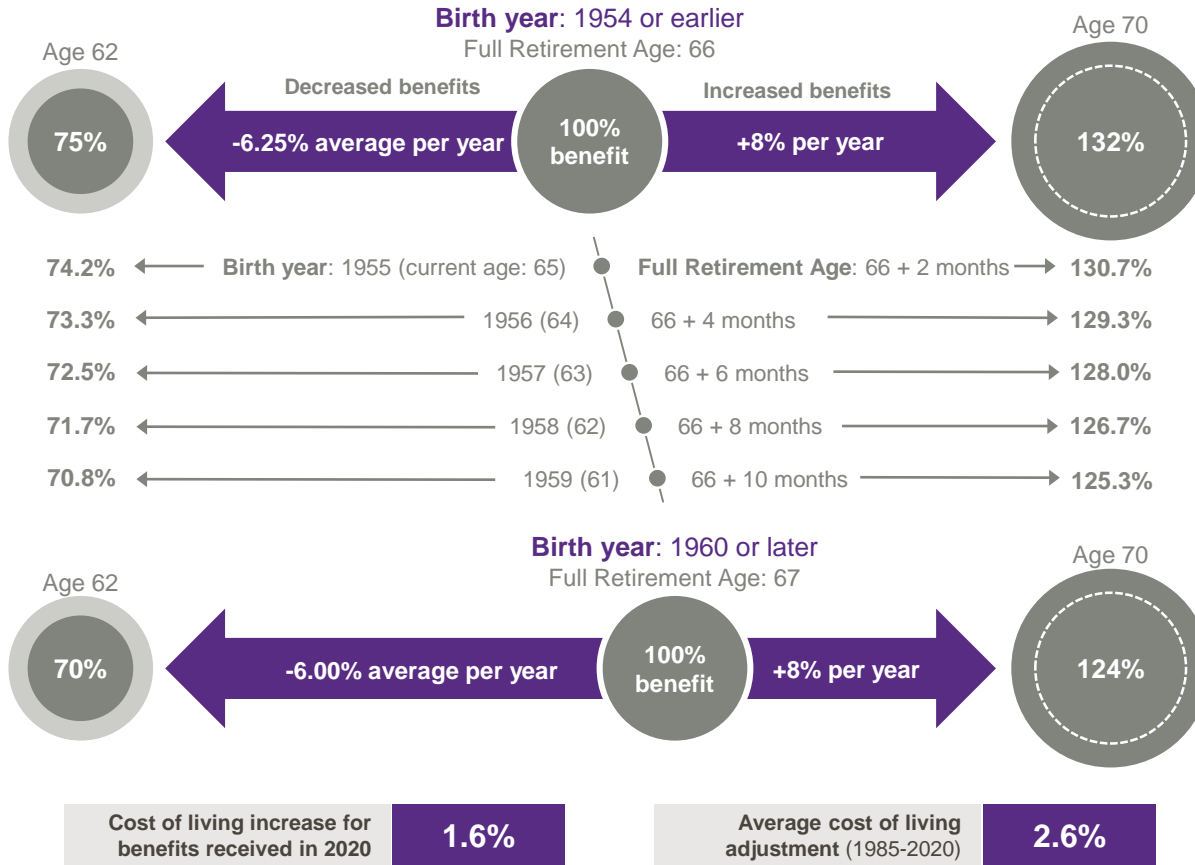 Birth year: 1954 or earlier
Full Retirement Age: 66
Age 62
Age 70
Decreased benefits
Increased benefits
75%
-6.25% average per year
100%
benefit
+8% per year
132%
74.2%
Birth year: 1955 (current age: 65)
Full Retirement Age: 66 + 2 months
130.7%
73.3%
1956 (64)
66 + 4 months
129.3%
72.5%
1957 (63)
66 + 6 months
128.0%
71.7%
1958 (62)
66 + 8 months
126.7%
70.8%
1959 (61)
66 + 10 months
125.3%
Birth year: 1960 or later
Full Retirement Age: 67
Age 62
Age 70
70%
-6.00% average per year
100%
benefit
+8% per year
124%
Cost of living increase for
benefits received in 2020
1.6%
Average cost of living
adjustment (1985-2020)
2.6%